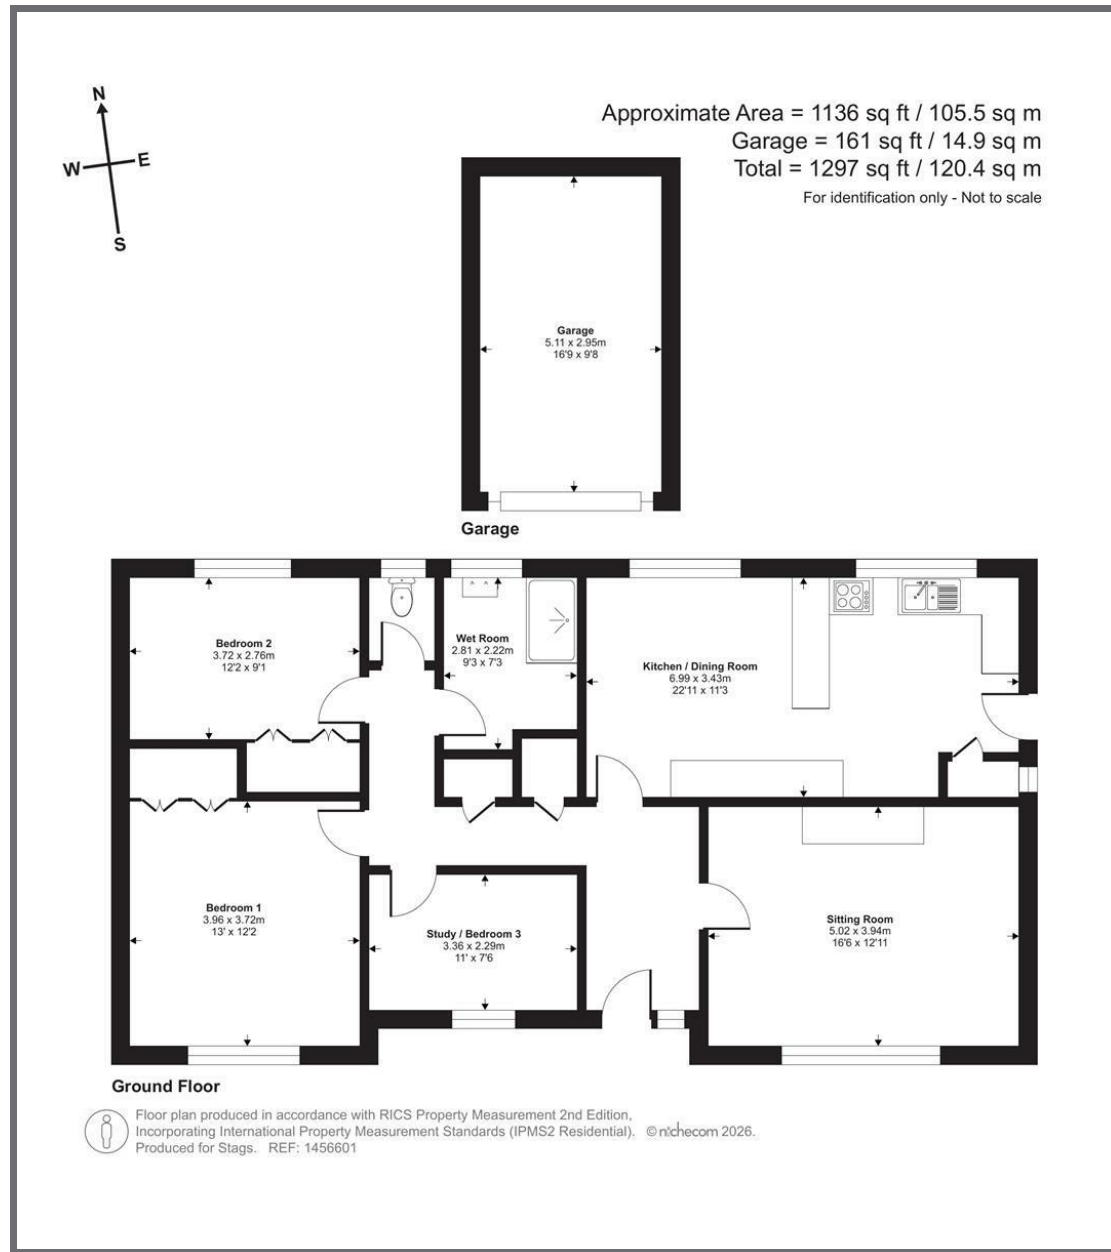 N
W E
S
Approximate Area = 1136 sq ft / 105.5 sq m
Garage = 161 sq ft / 14.9 sq m
Total = 1297 sq ft / 120.4 sq m
For identification only - Not to scale
Garage
5.11 x 2.95m
16'9 x 9'8
Garage
Bedroom 2
3.72 x 2.76m
12'2 x 9'1
Wet Room
2.81 x 2.22m
9'3 x 7'3
Kitchen / Dining Room
6.99 x 3.43m
22'11 x 11'3
Bedroom 1
3.96 x 3.72m
13' x 12'2
Study / Bedroom 3
3.36 x 2.29m
11' x 7'6
Sitting Room
5.02 x 3.94m
16'6 x 12'11
Ground Floor
Floor plan produced in accordance with RICS Property Measurement 2nd Edition,
Incorporating International Property Measurement Standards (IPMS2 Residential). © nichecom 2026.
Produced for Stags. REF: 1456601